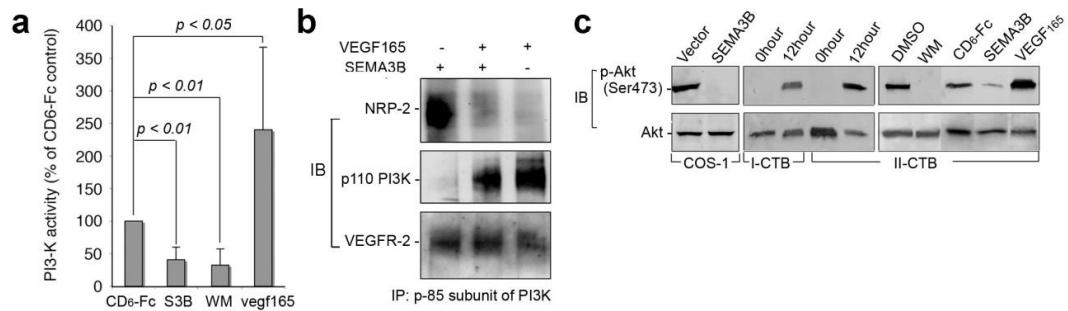 a
PI3-K activity (% of CD6-Fc control)
400
350
300
250
200
150
100
50
0
p < 0.05
p < 0.01
p < 0.01
CD6-Fc S3B WM vegf165
b
VEGF165 - + +
SEMA3B + + -
IB
NRP-2
p110 PI3K
VEGFR-2
IP: p-85 subunit of PI3K
c
Vector SEMA3B 0hour 12hour 0hour 12hour DMSO WM CD6-Fc SEMA3B VEGF165
IB
p-Akt
(Ser473)
Akt
COS-1 I-CTB II-CTB